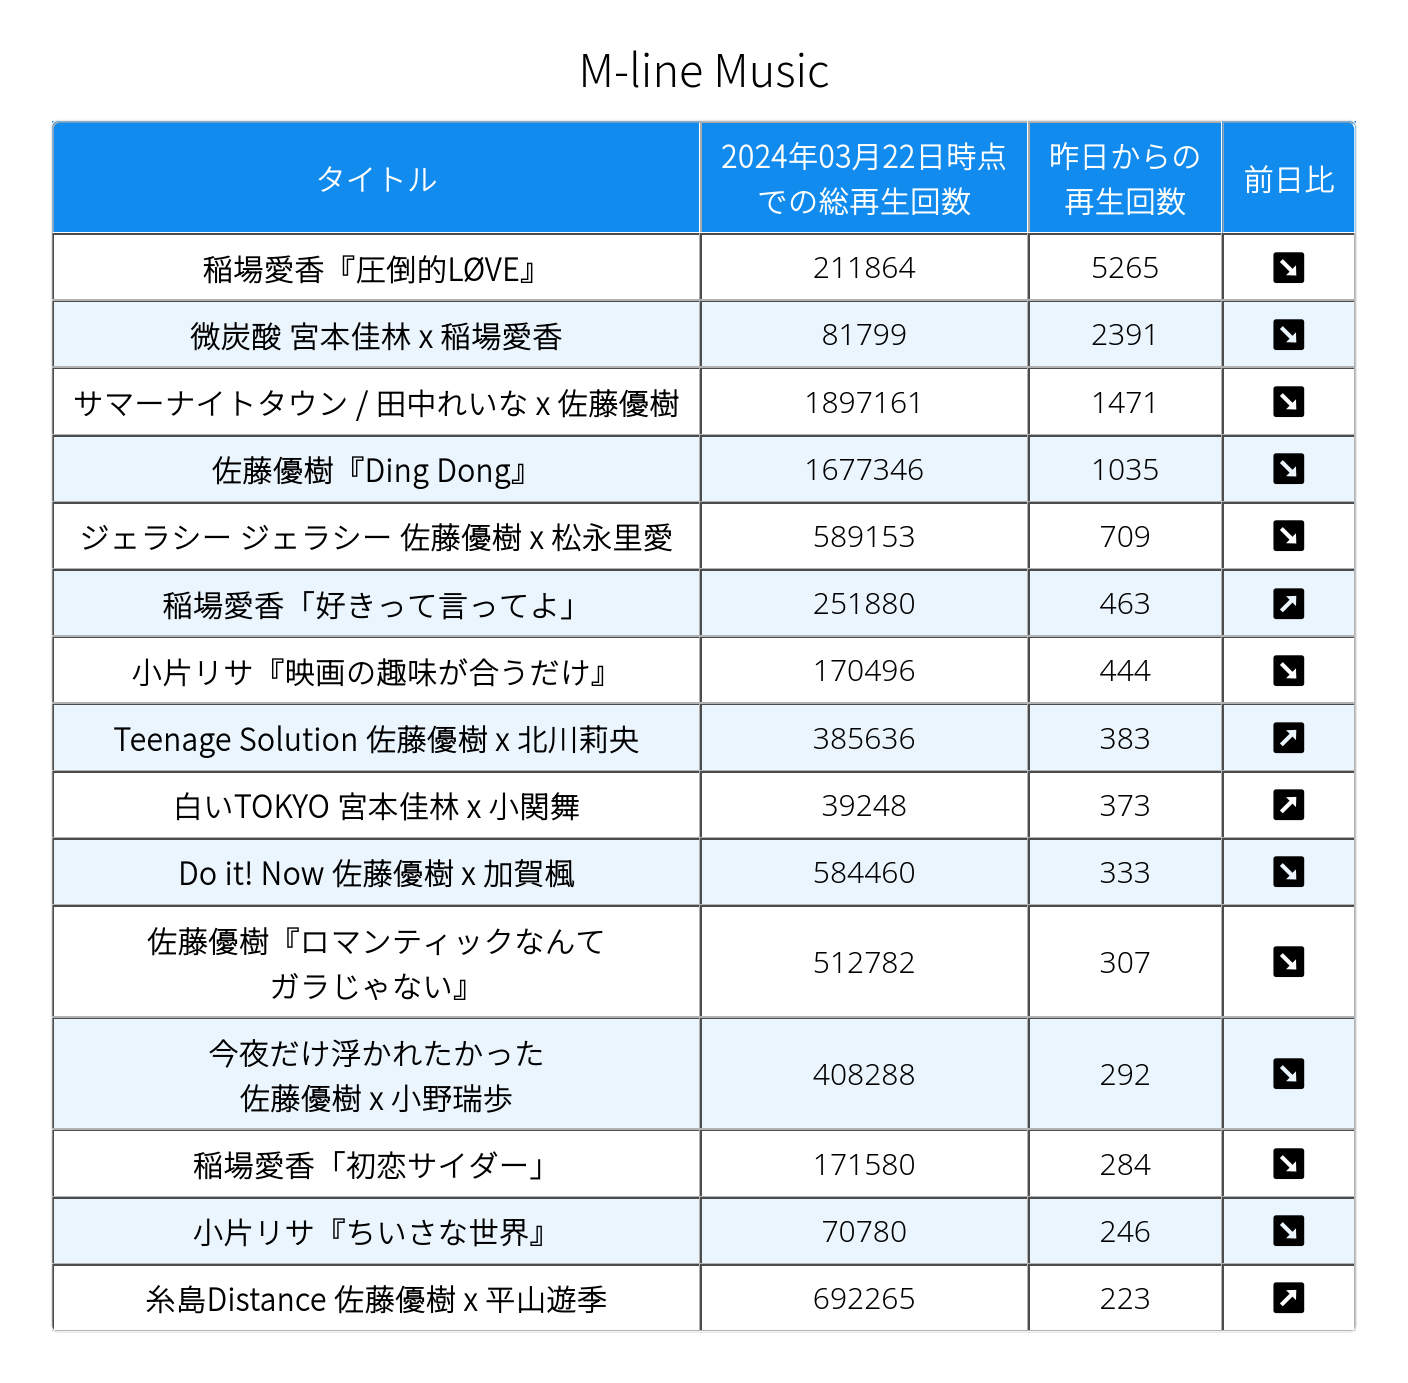 M-line Music
タイトル 2024年03月22日時点 昨日からの 前日比
での総再生回数 再生回数
稲場愛香『圧倒的LØVE』 211864 5265 ↘
微炭酸 宮本佳林 x 稲場愛香 81799 2391 ↘
サマーナイトタウン / 田中れいな x 佐藤優樹 1897161 1471 ↘
佐藤優樹『Ding Dong』 1677346 1035 ↘
ジェラシー ジェラシー 佐藤優樹 x 松永里愛 589153 709 ↘
稲場愛香「好きって言ってよ」 251880 463 ↗
小片リサ『映画の趣味が合うだけ』 170496 444 ↘
Teenage Solution 佐藤優樹 x 北川莉央 385636 383 ↗
白いTOKYO 宮本佳林 x 小関舞 39248 373 ↗
Do it! Now 佐藤優樹 x 加賀楓 584460 333 ↘
佐藤優樹『ロマンティックなんて
ガラじゃない』 512782 307 ↘
今夜だけ浮かれたかった
佐藤優樹 x 小野瑞歩 408288 292 ↘
稲場愛香「初恋サイダー」 171580 284 ↘
小片リサ『ちいさな世界』 70780 246 ↘
糸島Distance 佐藤優樹 x 平山遊季 692265 223 ↗